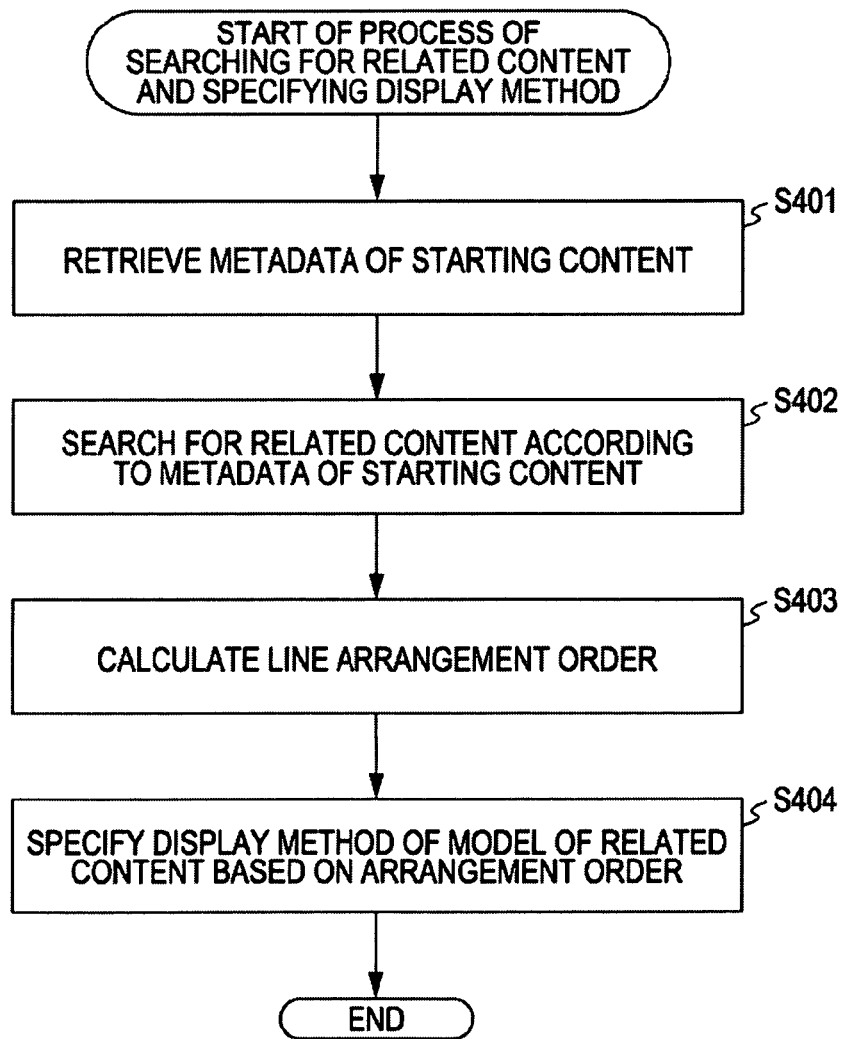 START OF PROCESS OF
SEARCHING FOR RELATED CONTENT
AND SPECIFYING DISPLAY METHOD
S401
RETRIEVE METADATA OF STARTING CONTENT
S402
SEARCH FOR RELATED CONTENT ACCORDING
TO METADATA OF STARTING CONTENT
S403
CALCULATE LINE ARRANGEMENT ORDER
S404
SPECIFY DISPLAY METHOD OF MODEL OF RELATED
CONTENT BASED ON ARRANGEMENT ORDER
END